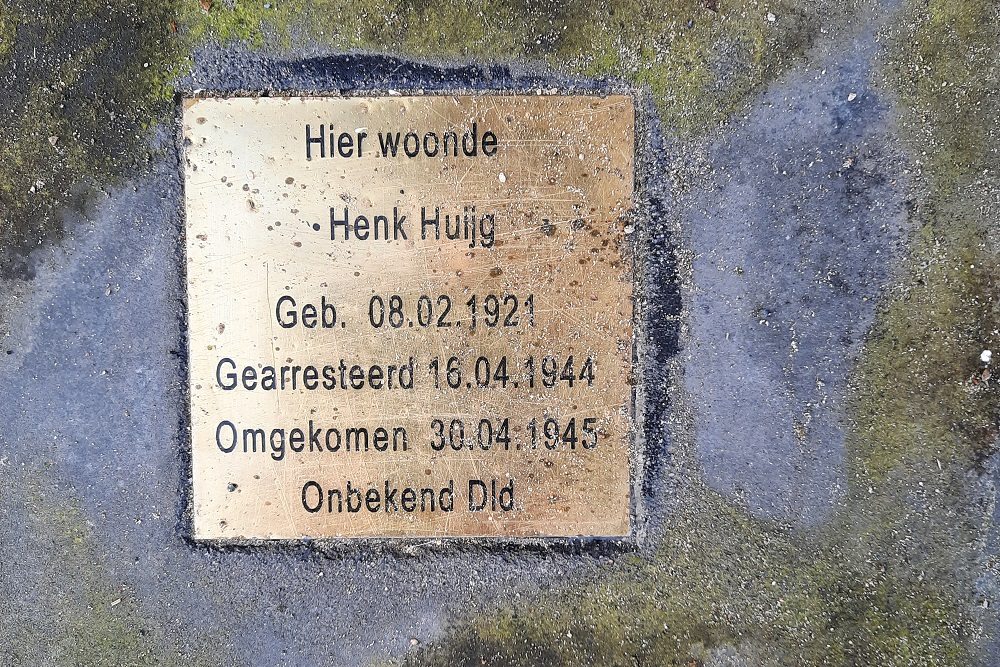 Hier woonde
Henk Huijg
Geb. 08.02.1921
Gearresteerd 16.04.1944
Omgekomen 30.04.1945
Onbekend Dld